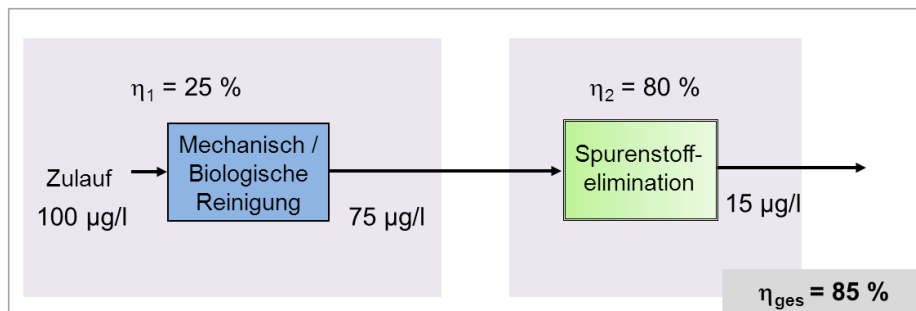 η1 = 25 %
η2 = 80 %
Mechanisch /
Biologische
Reinigung
Spurenstoff-
elimination
Zulauf
100 µg/l
75 µg/l
15 µg/l
ηges = 85 %